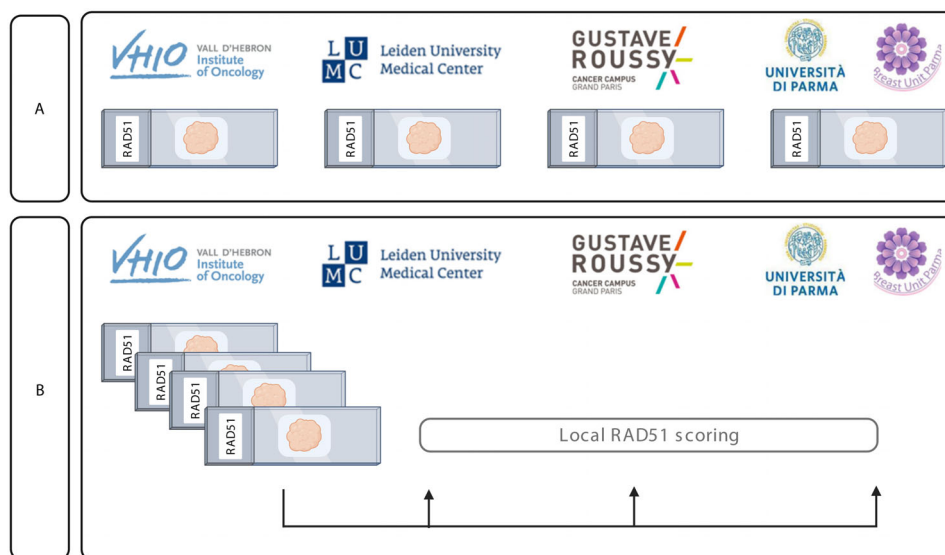 A
VHIO VALL D'HEBRON
Institute
of Oncology
L U
M C
Leiden University
Medical Center
GUSTAVE
ROUSSY
CANCER CAMPUS
GRAND PARIS
UNIVERSITÀ
DI PARMA
Breast Unit Parma
RAD51
RAD51
RAD51
RAD51
B
VHIO VALL D'HEBRON
Institute
of Oncology
L U
M C
Leiden University
Medical Center
GUSTAVE
ROUSSY
CANCER CAMPUS
GRAND PARIS
UNIVERSITÀ
DI PARMA
Breast Unit Parma
RAD51
RAD51
RAD51
RAD51
Local RAD51 scoring